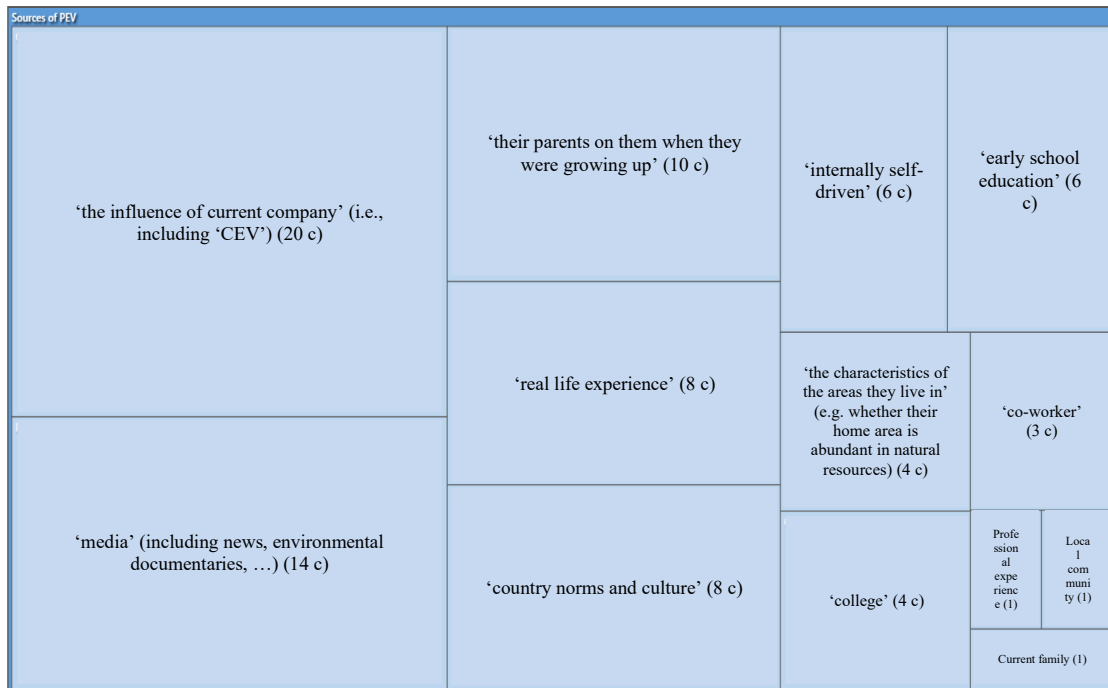 Sources of PEV
‘the influence of current company’ (i.e.,
including ‘CEV’) (20 c)
‘media’ (including news, environmental
documentaries, …) (14 c)
‘their parents on them when they
were growing up’ (10 c)
‘real life experience’ (8 c)
‘country norms and culture’ (8 c)
‘internally self-
driven’ (6 c)
‘early school
education’ (6
c)
‘the characteristics of
the areas they live in’
(e.g. whether their
home area is
abundant in natural
resources) (4 c)
‘college’ (4 c)
‘co-worker’
(3 c)
Profe
ssion
al
expe
rienc
e (1)
Loca
l
com
muni
ty (1)
Current family (1)